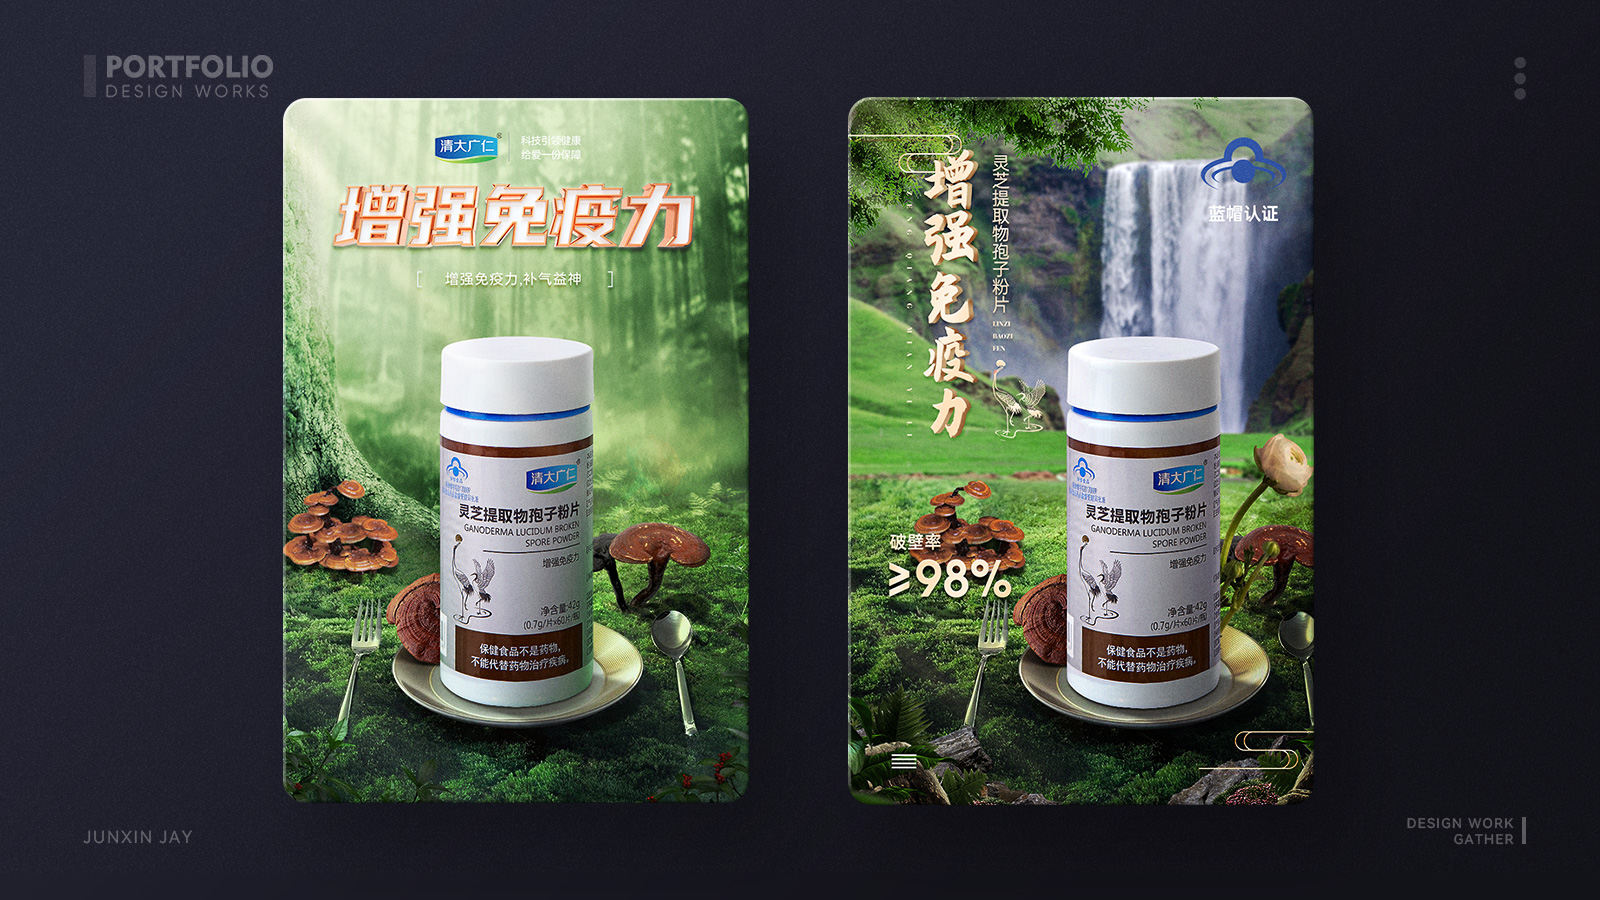 PORTFOLIO
DESIGN WORKS
清大广仁
科技引领健康
给爱一份保障
增强免疫力
增强免疫力,补气益神
清大广仁
灵芝提取物孢子粉片
GANODERMA LUCIDUM BROKEN
SPORE POWDER
增强免疫力
净含量:42g
(0.7g/片x60片/瓶)
保健食品不是药物,
不能代替药物治疗疾病。
增强免疫力
灵芝提取物孢子粉片
LINZI
BAOZI
FEN
蓝帽认证
破壁率
≥98%
清大广仁
灵芝提取物孢子粉片
GANODERMA LUCIDUM BROKEN
SPORE POWDER
增强免疫力
净含量:42g
(0.7g/片x60片/瓶)
保健食品不是药物,
不能代替药物治疗疾病。
JUNXIN JAY
DESIGN WORK
GATHER